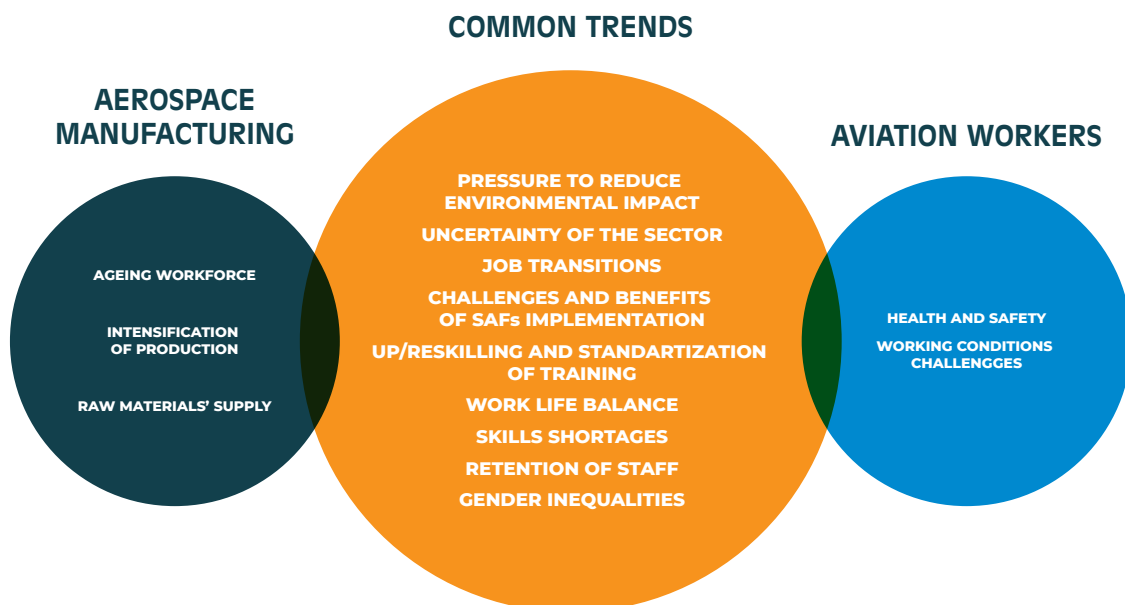 COMMON TRENDS
AEROSPACE
MANUFACTURING
AVIATION WORKERS
AGEING WORKFORCE
INTENSIFICATION
OF PRODUCTION
RAW MATERIALS' SUPPLY
PRESSURE TO REDUCE
ENVIRONMENTAL IMPACT
UNCERTAINTY OF THE SECTOR
JOB TRANSITIONS
CHALLENGES AND BENEFITS
OF SAFs IMPLEMENTATION
UP/RESKILLING AND STANDARTIZATION
OF TRAINING
WORK LIFE BALANCE
SKILLS SHORTAGES
RETENTION OF STAFF
GENDER INEQUALITIES
HEALTH AND SAFETY
WORKING CONDITIONS
CHALLENGGES